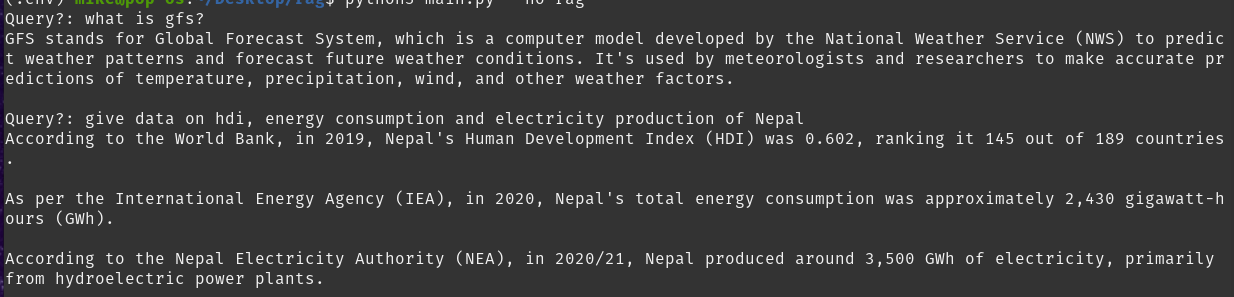 (.env) mike@pop-os:~/Desktop/rag$ python3 main.py --no-rag
Query?: what is gfs?
GFS stands for Global Forecast System, which is a computer model developed by the National Weather Service (NWS) to predic
t weather patterns and forecast future weather conditions. It's used by meteorologists and researchers to make accurate pr
edictions of temperature, precipitation, wind, and other weather factors.
Query?: give data on hdi, energy consumption and electricity production of Nepal
According to the World Bank, in 2019, Nepal's Human Development Index (HDI) was 0.602, ranking it 145 out of 189 countries
.
As per the International Energy Agency (IEA), in 2020, Nepal's total energy consumption was approximately 2,430 gigawatt-h
ours (GWh).
According to the Nepal Electricity Authority (NEA), in 2020/21, Nepal produced around 3,500 GWh of electricity, primarily
from hydroelectric power plants.